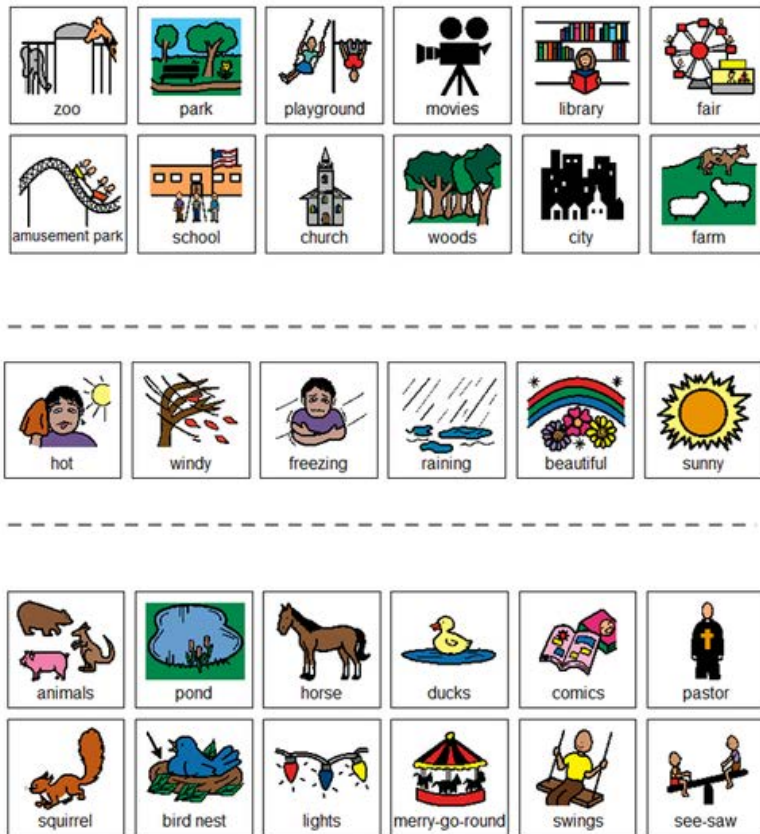 zoo park playground movies library fair
amusement park school church woods city farm
hot windy freezing raining beautiful sunny
animals pond horse ducks comics pastor
squirrel bird nest lights merry-go-round swings see-saw